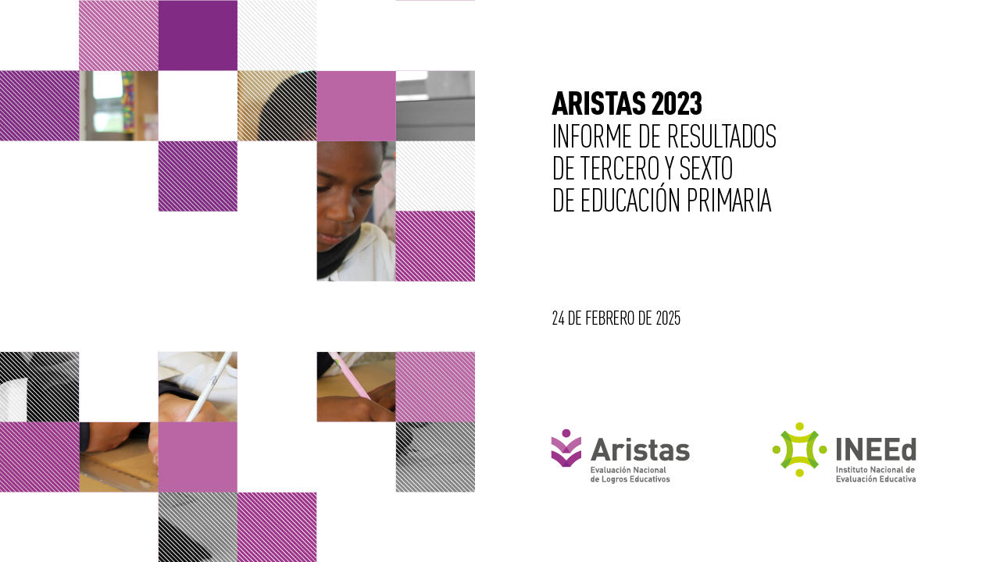 ARISTAS 2023
INFORME DE RESULTADOS
DE TERCERO Y SEXTO
DE EDUCACIÓN PRIMARIA
24 DE FEBRERO DE 2025
Aristas
Evaluación Nacional
de Logros Educativos
INEEd
Instituto Nacional de
Evaluación Educativa